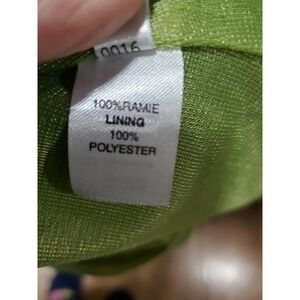 0016
100%RAMIE
LINING
100%
POLYESTER